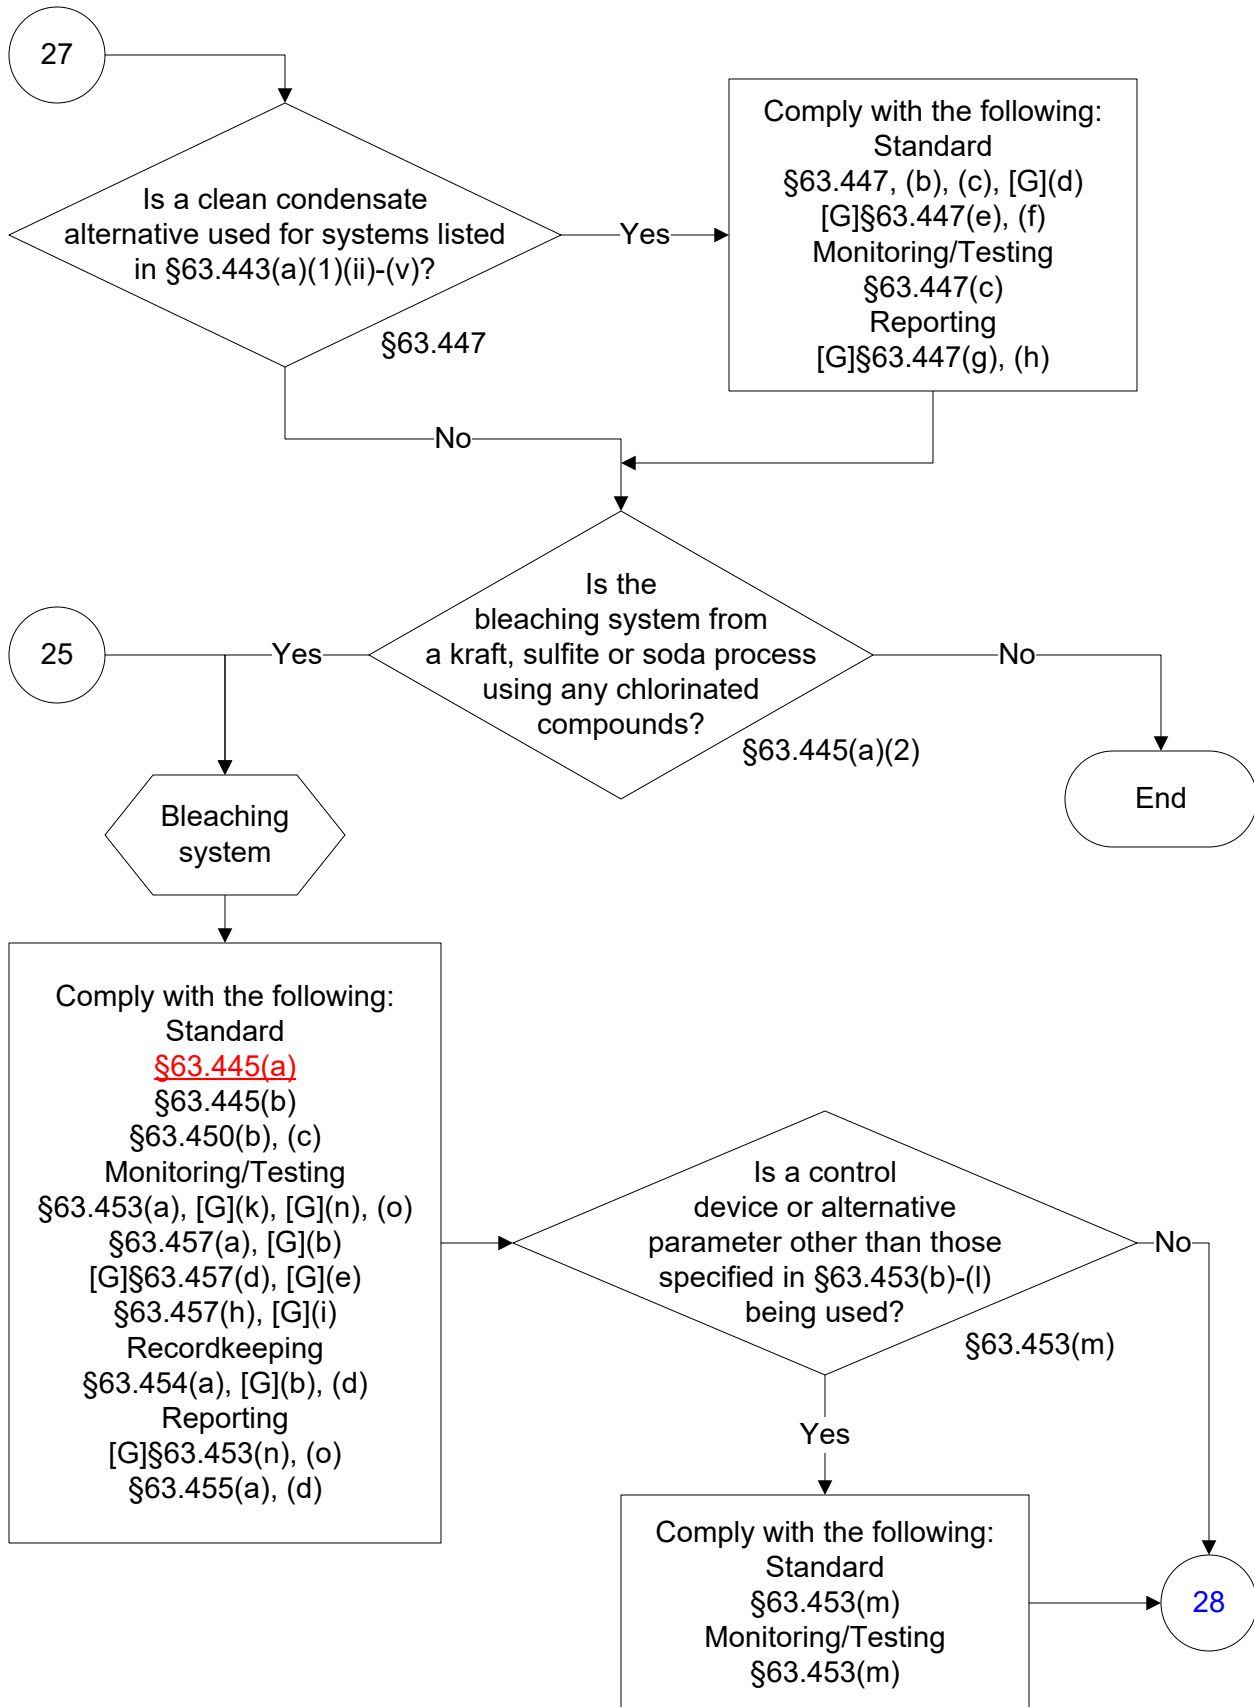 27
Is a clean condensate
alternative used for systems listed
in §63.443(a)(1)(ii)-(v)?
§63.447
Yes
Comply with the following:
Standard
§63.447, (b), (c), [G](d)
[G]§63.447(e), (f)
Monitoring/Testing
§63.447(c)
Reporting
[G]§63.447(g), (h)
No
Is the
bleaching system from
a kraft, sulfite or soda process
using any chlorinated
compounds?
§63.445(a)(2)
25
Yes
No
End
Bleaching
system
Comply with the following:
Standard
§63.445(a)
§63.445(b)
§63.450(b), (c)
Monitoring/Testing
§63.453(a), [G](k), [G](n), (o)
§63.457(a), [G](b)
[G]§63.457(d), [G](e)
§63.457(h), [G](i)
Recordkeeping
§63.454(a), [G](b), (d)
Reporting
[G]§63.453(n), (o)
§63.455(a), (d)
Is a control
device or alternative
parameter other than those
specified in §63.453(b)-(l)
being used?
§63.453(m)
No
Yes
Comply with the following:
Standard
§63.453(m)
Monitoring/Testing
§63.453(m)
28